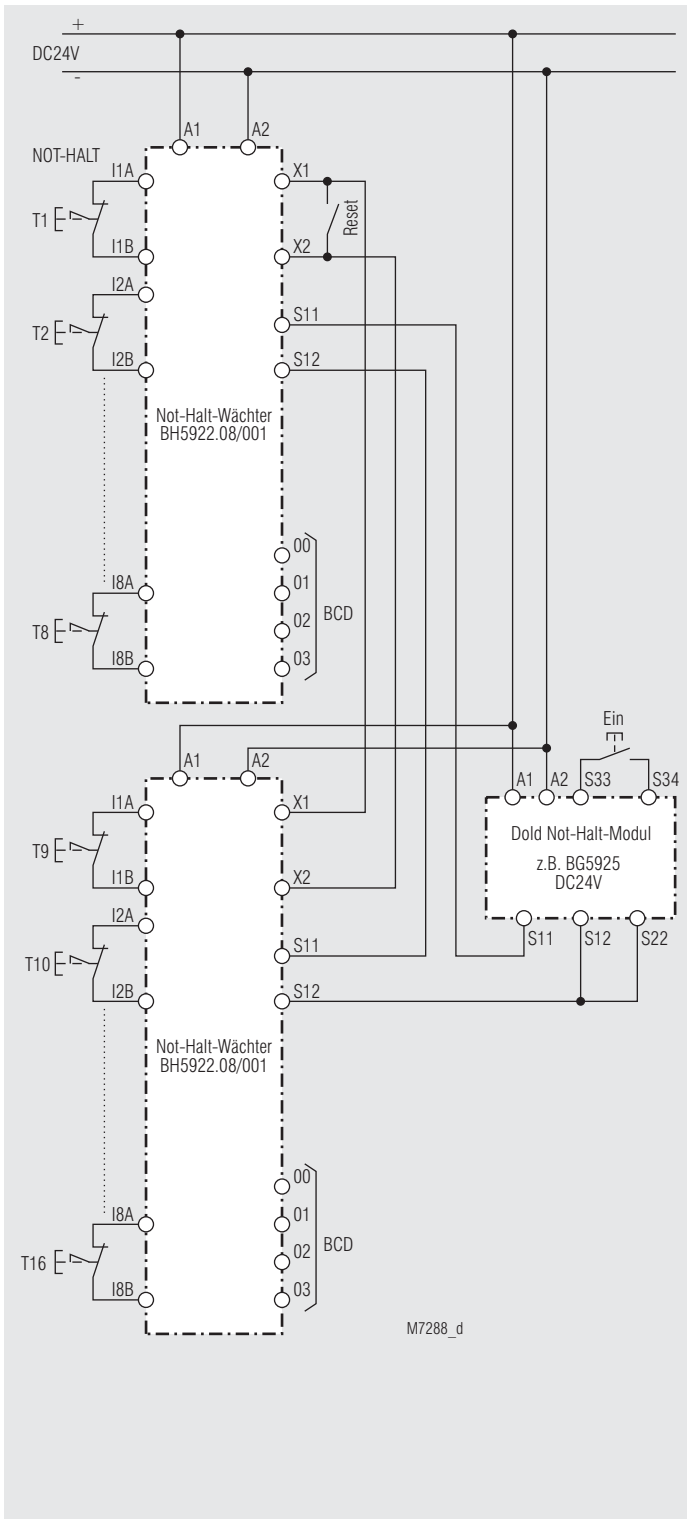 +
DC24V
-
A1 A2
NOT-HALT
I1A X1
T1 Reset
I1B X2
I2A
S11
T2
I2B S12
Not-Halt-Wächter
BH5922.08/001
00
I8A 01
02 BCD
T8
I8B 03
Ein
A1 A2
A1 A2 S33 S34
I1A X1
Dold Not-Halt-Modul
T9
z.B. BG5925
DC24V
I1B X2
I2A
S11 S12 S22
S11
T10
I2B S12
Not-Halt-Wächter
BH5922.08/001
00
I8A 01
02 BCD
T16
I8B 03
M7288_d